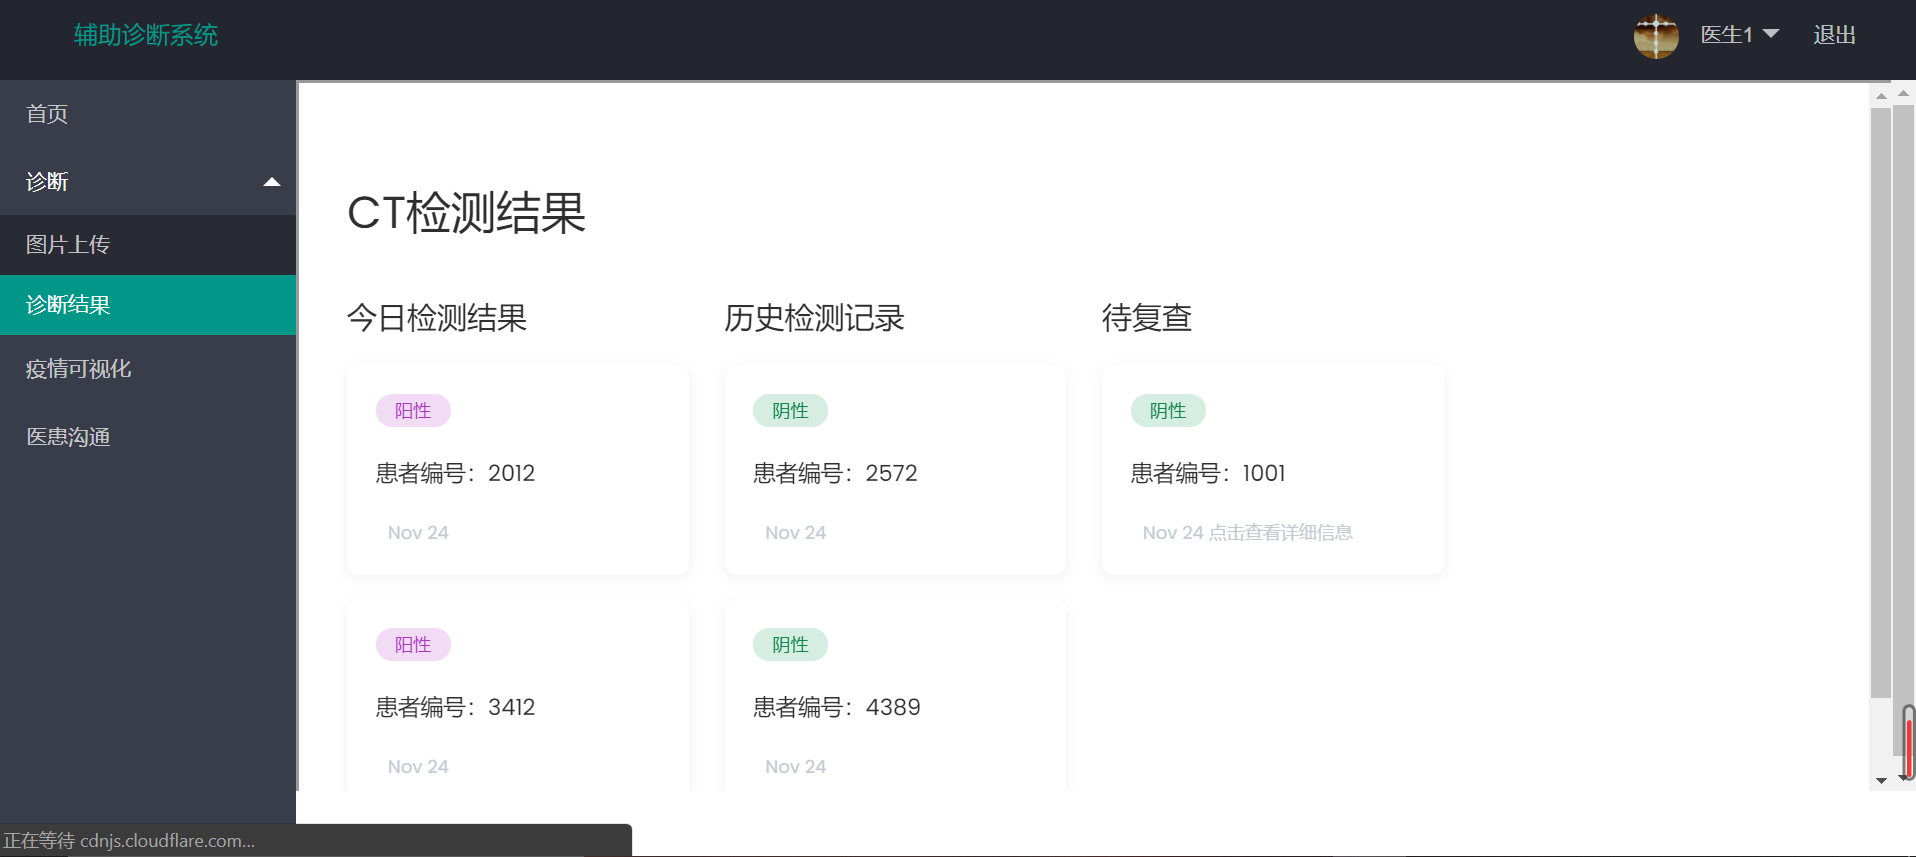 辅助诊断系统
医生1
退出
首页
诊断
图片上传
诊断结果
疫情可视化
医患沟通
CT检测结果
今日检测结果
阳性
患者编号：2012
Nov 24
阳性
患者编号：3412
Nov 24
历史检测记录
阴性
患者编号：2572
Nov 24
阴性
患者编号：4389
Nov 24
待复查
阴性
患者编号：1001
Nov 24 点击查看详细信息
正在等待 cdnjs.cloudflare.com...